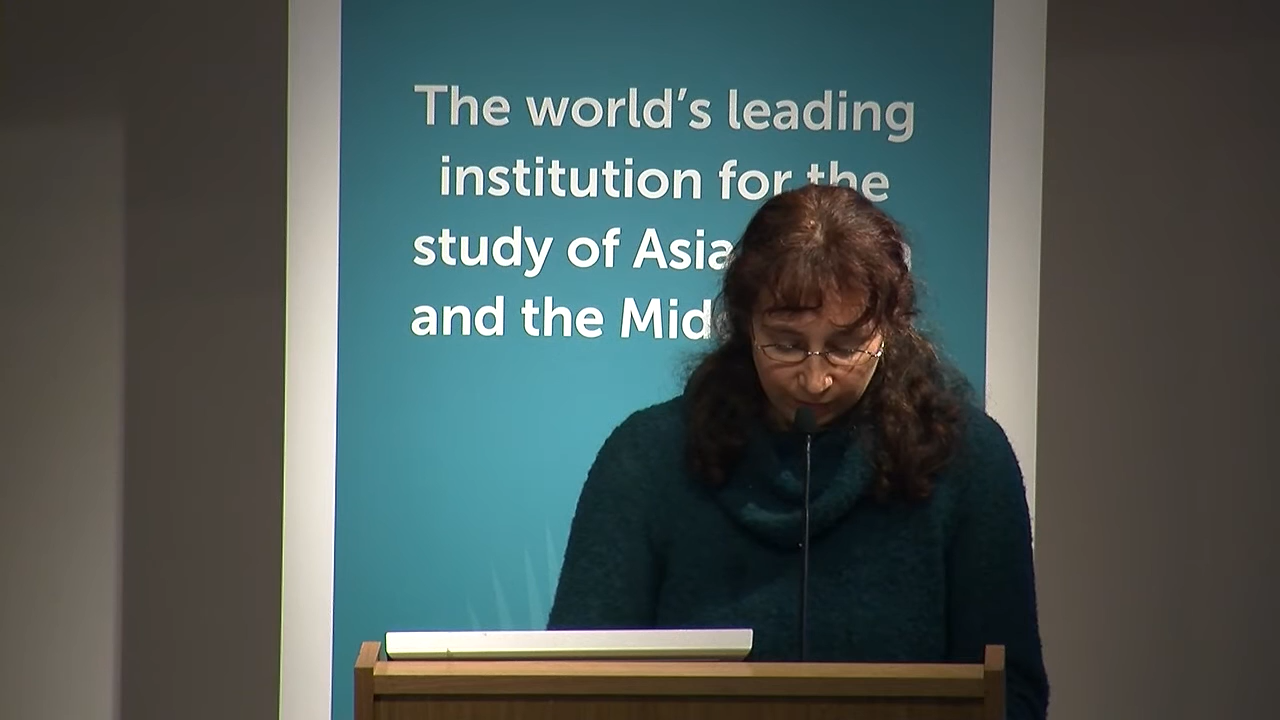 The world's leading
institution for the
study of Asia
and the Mid